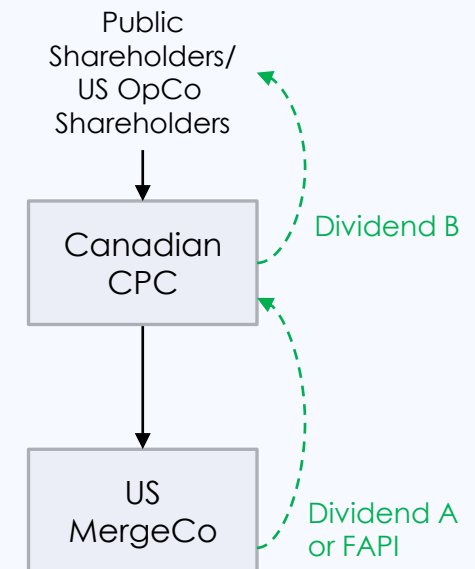 Public
Shareholders/
US OpCo
Shareholders
Dividend B
Canadian
CPC
US
MergeCo
Dividend A
or FAPI